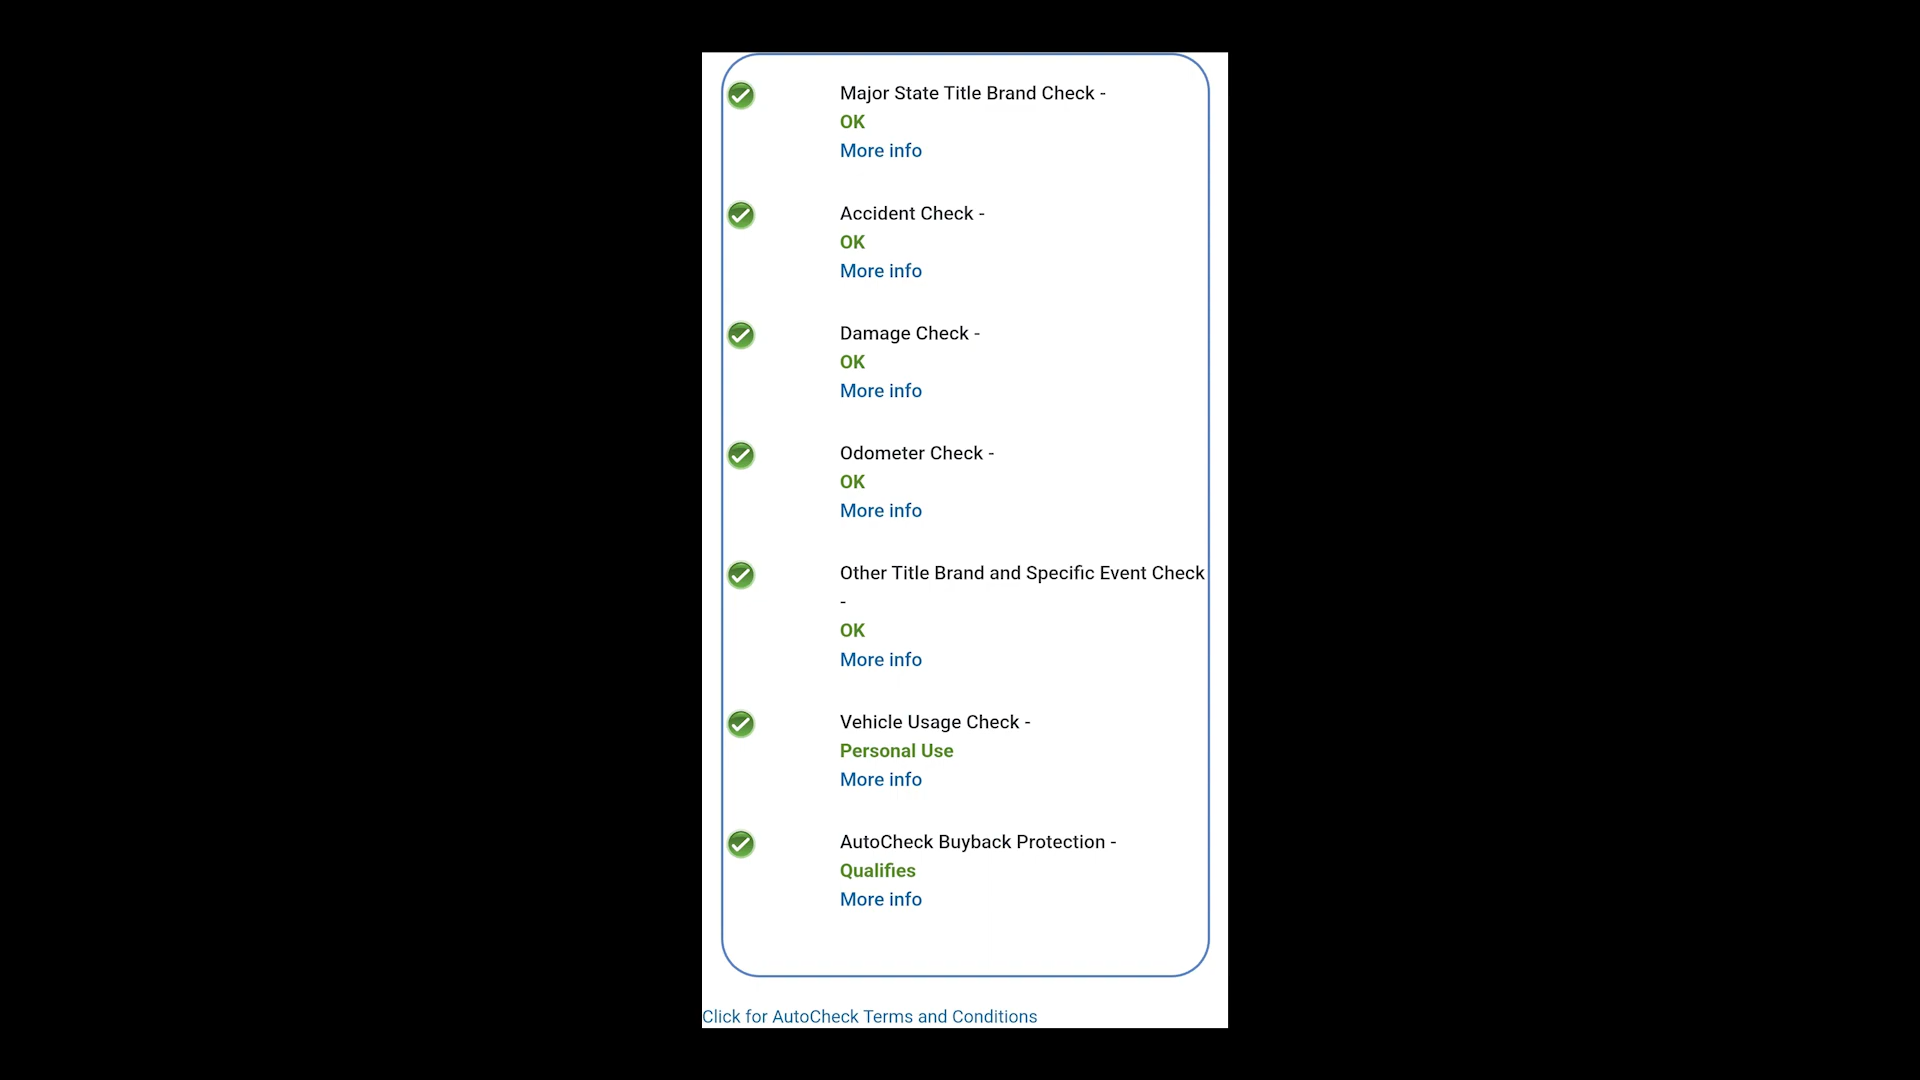 Major State Title Brand Check -
OK
More info
Accident Check -
OK
More info
Damage Check -
OK
More info
Odometer Check -
OK
More info
Other Title Brand and Specific Event Check
-
OK
More info
Vehicle Usage Check -
Personal Use
More info
AutoCheck Buyback Protection -
Qualifies
More info
Click for AutoCheck Terms and Conditions